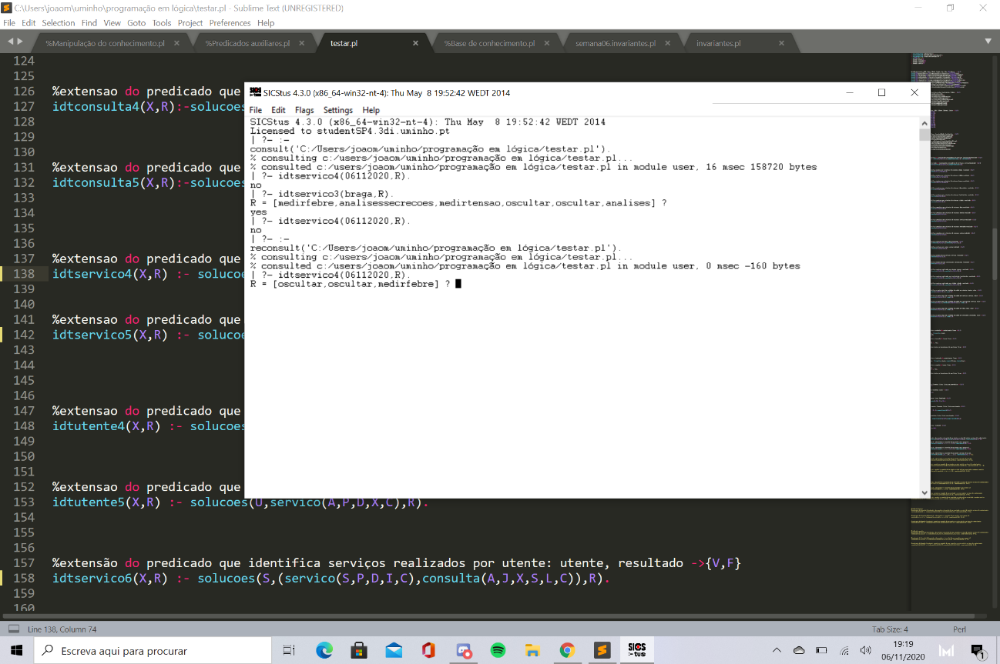 C:\Users\joaom\uminho\programação em lógica\testar.pl - Sublime Text (UNREGISTERED)
File Edit Selection Find View Goto Tools Project Preferences Help
%Manipulação do conhecimento.pl %Predicados auxiliares.pl testar.pl %Base de conhecimento.pl semana06.invariantes.pl invariantes.pl
124
125
126 %extensao do predicado que
127 idtconsulta4(X,R):-solucoes
128
129
130
131 %extensao do predicado que
132 idtconsulta5(X,R):-solucoes
133
134
135
136
137 %extensao do predicado que
138 idtservico4(X,R) :- solucoe
139
140
141 %extensao do predicado que
142 idtservico5(X,R) :- solucoe
143
144
145
146
147 %extensao do predicado que
148 idtutente4(X,R) :- solucoes
149
150
151
152 %extensao do predicado que
153 idtutente5(X,R) :- solucoes(U,servico(A,P,D,X,C),R).
154
155
156
157 %extensão do predicado que identifica serviços realizados por utente: utente, resultado ->{V,F}
158 idtservico6(X,R) :- solucoes(S,(servico(S,P,D,I,C),consulta(A,J,X,S,L,C)),R).
159
160
SICStus 4.3.0 (x86_64-win32-nt-4): Thu May 8 19:52:42 WEDT 2014
File Edit Flags Settings Help
SICStus 4.3.0 (x86_64-win32-nt-4): Thu May 8 19:52:42 WEDT 2014
Licensed to studentSP4.3di.uminho.pt
| ?- :-
consult('C:/Users/joaom/uminho/programação em lógica/testar.pl').
% consulting c:/users/joaom/uminho/programação em lógica/testar.pl...
% consulted c:/users/joaom/uminho/programação em lógica/testar.pl in module user, 16 msec 158720 bytes
| ?- idtservico4(06112020,R).
no
| ?- idtservico3(braga,R).
R = [medirfebre,analisessecrecoes,medirtensao,oscultar,oscultar,analises] ?
yes
| ?- idtservico4(06112020,R).
no
| ?- :-
reconsult('C:/Users/joaom/uminho/programação em lógica/testar.pl').
% consulting c:/users/joaom/uminho/programação em lógica/testar.pl...
% consulted c:/users/joaom/uminho/programação em lógica/testar.pl in module user, 0 msec -160 bytes
| ?- idtservico4(06112020,R).
R = [oscultar,oscultar,medirfebre] ?
Line 138, Column 74 Tab Size: 4 Perl
Escreva aqui para procurar
SICS
:- tus
19:19
06/11/2020
1